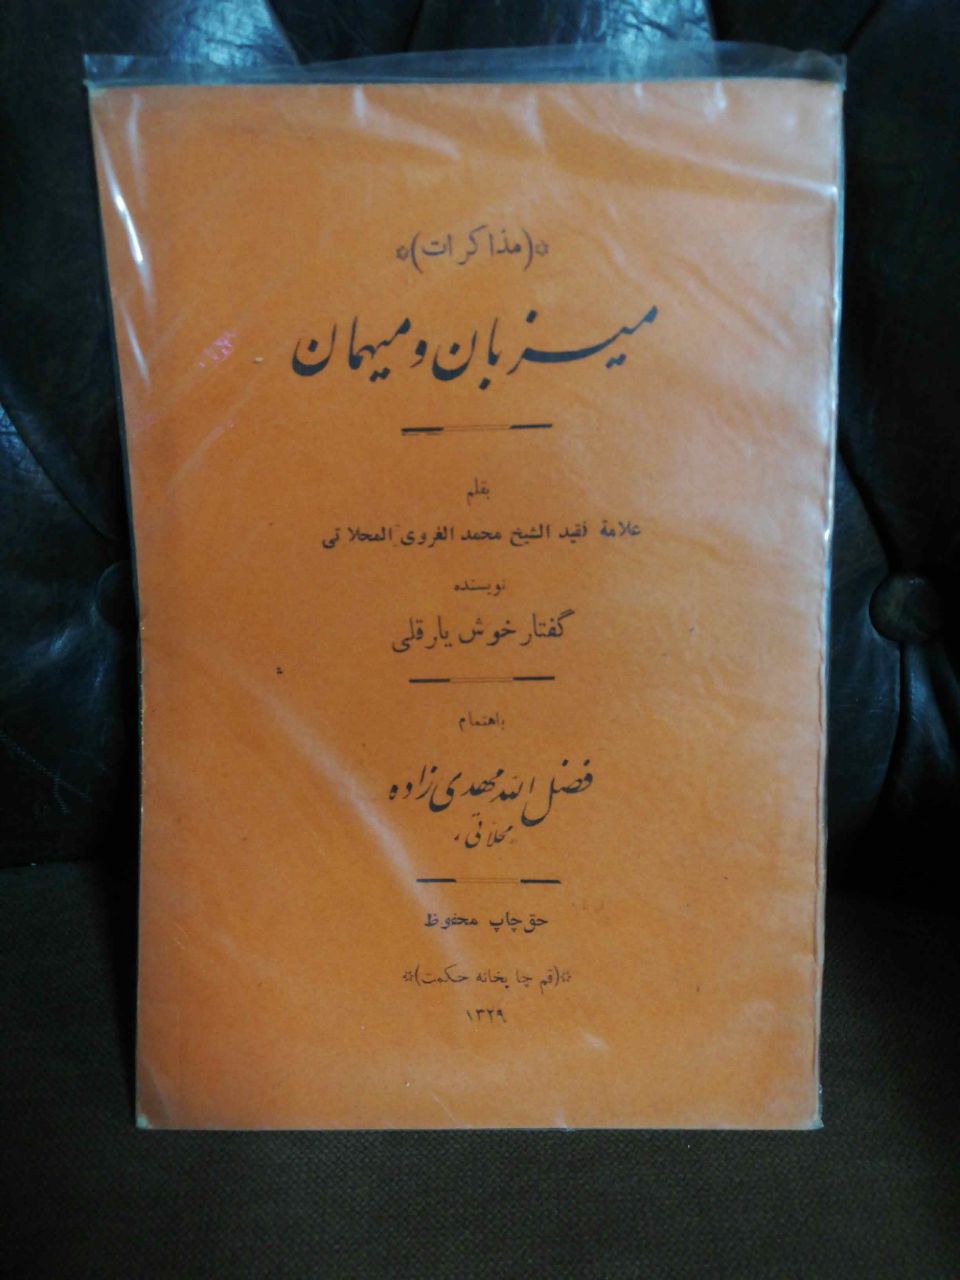 (مذاکرات)
میزبان و میهمان
بقلم
علامة فقید الشیخ محمد الغروی المحلاتی
نویسنده
گفتار خوش یارقلی
باهتمام
فضل الله مهدی زاده
محلاتی
حق چاپ محفوظ
(قم چاپخانه حکمت)
۱۳۲۹